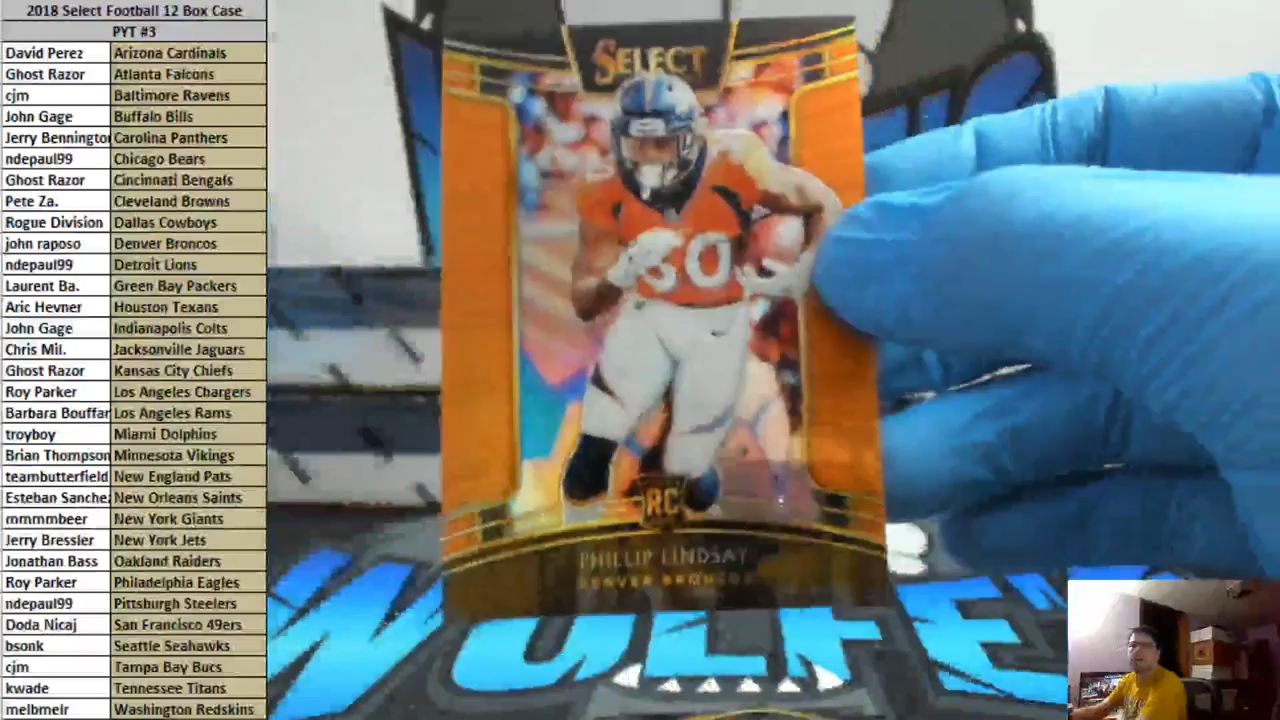 2018 Select Football 12 Box Case
PYT #3
David Perez Arizona Cardinals
Ghost Razor Atlanta Falcons
cjm Baltimore Ravens
John Gage Buffalo Bills
Jerry Benningto Carolina Panthers
ndepaul99 Chicago Bears
Ghost Razor Cincinnati Bengals
Pete Za. Cleveland Browns
Rogue Division Dallas Cowboys
john raposo Denver Broncos
ndepaul99 Detroit Lions
Laurent Ba. Green Bay Packers
Aric Hevner Houston Texans
John Gage Indianapolis Colts
Chris Mil. Jacksonville Jaguars
Ghost Razor Kansas City Chiefs
Roy Parker Los Angeles Chargers
Barbara Bouffar Los Angeles Rams
troyboy Miami Dolphins
Brian Thompson Minnesota Vikings
teambutterfield New England Pats
Esteban Sanchez New Orleans Saints
mmmmbeer New York Giants
Jerry Bressler New York Jets
Jonathan Bass Oakland Raiders
Roy Parker Philadelphia Eagles
ndepaul99 Pittsburgh Steelers
Doda Nicaj San Francisco 49ers
bsonk Seattle Seahawks
cjm Tampa Bay Bucs
kwade Tennessee Titans
melbmelr Washington Redskins
SELECT
30
RC
PHILLIP LINDSAY
DENVER BRONCOS
WOLFE